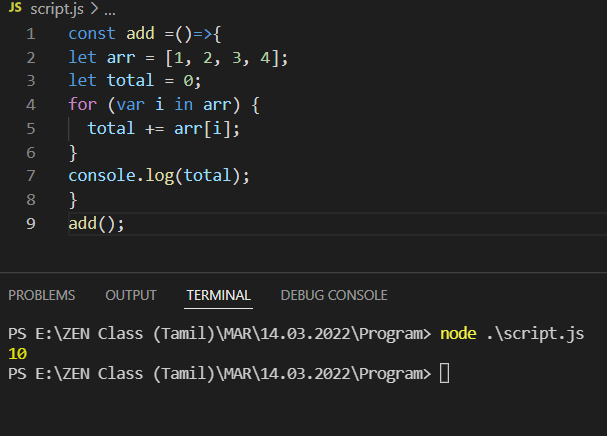 JS script.js > ...
1 const add =()=>{
2 let arr = [1, 2, 3, 4];
3 let total = 0;
4 for (var i in arr) {
5 total += arr[i];
6 }
7 console.log(total);
8 }
9 add();
PROBLEMS OUTPUT TERMINAL DEBUG CONSOLE
PS E:\ZEN Class (Tamil)\MAR\14.03.2022\Program> node .\script.js
10
PS E:\ZEN Class (Tamil)\MAR\14.03.2022\Program>